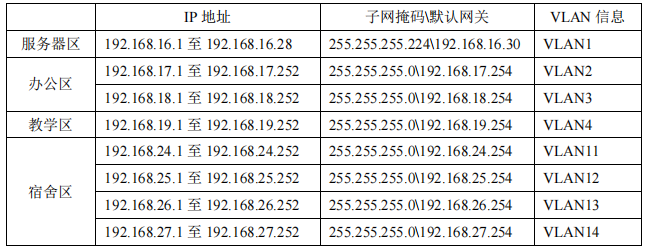 IP 地址 子网掩码\默认网关 VLAN 信息
服务器区 192.168.16.1 至 192.168.16.28 255.255.255.224\192.168.16.30 VLAN1
办公区 192.168.17.1 至 192.168.17.252 255.255.255.0\192.168.17.254 VLAN2
192.168.18.1 至 192.168.18.252 255.255.255.0\192.168.18.254 VLAN3
教学区 192.168.19.1 至 192.168.19.252 255.255.255.0\192.168.19.254 VLAN4
宿舍区 192.168.24.1 至 192.168.24.252 255.255.255.0\192.168.24.254 VLAN11
192.168.25.1 至 192.168.25.252 255.255.255.0\192.168.25.254 VLAN12
192.168.26.1 至 192.168.26.252 255.255.255.0\192.168.26.254 VLAN13
192.168.27.1 至 192.168.27.252 255.255.255.0\192.168.27.254 VLAN14